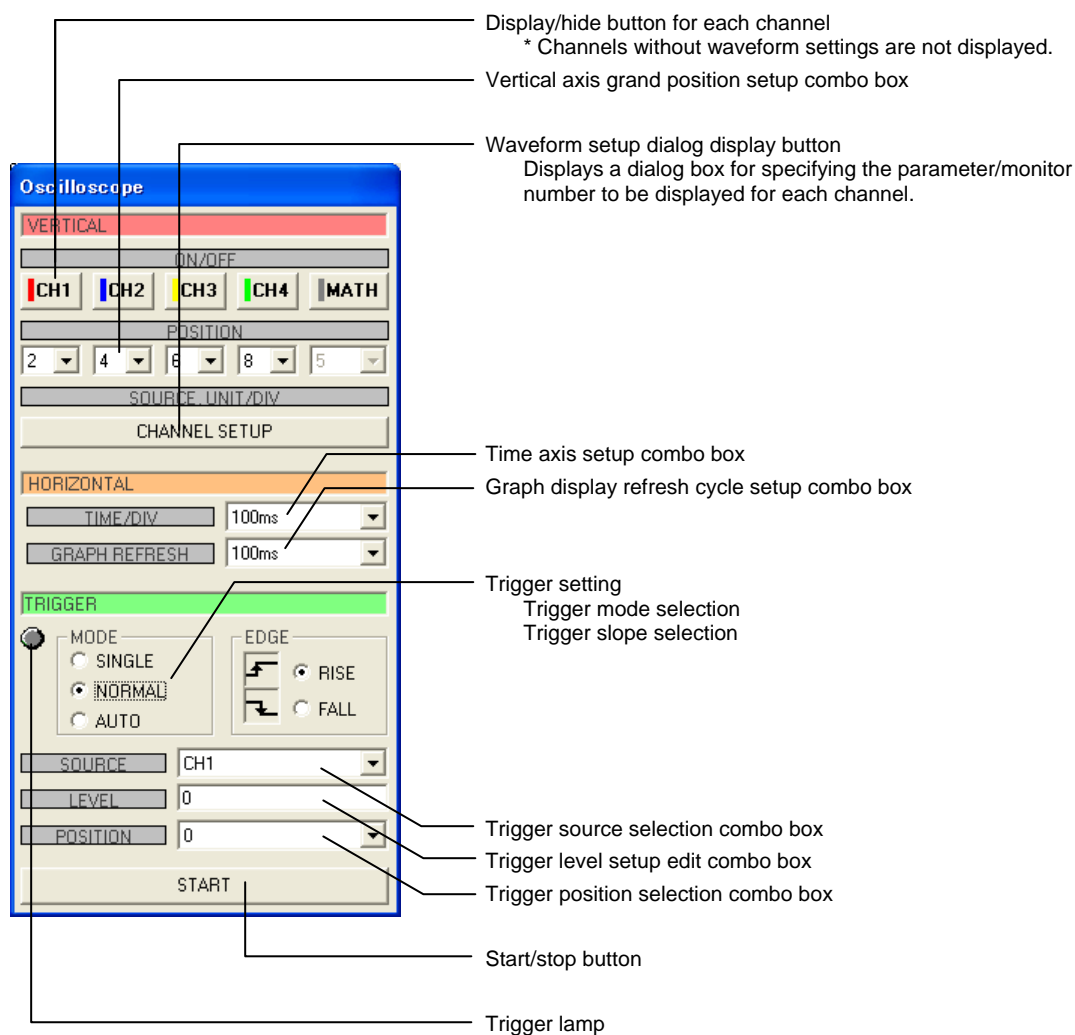 Display/hide button for each channel
* Channels without waveform settings are not displayed.
Vertical axis grand position setup combo box
Waveform setup dialog display button
Displays a dialog box for specifying the parameter/monitor
number to be displayed for each channel.
Oscilloscope
VERTICAL
ON/OFF
CH1 CH2 CH3 CH4 MATH
POSITION
2 4 6 8 5
SOURCE, UNIT/DIV
CHANNEL SETUP
Time axis setup combo box
HORIZONTAL
Graph display refresh cycle setup combo box
TIME/DIV 100ms
GRAPH REFRESH 100ms
Trigger setting
Trigger mode selection
Trigger slope selection
TRIGGER
MODE EDGE
SINGLE
RISE
NORMAL
FALL
AUTO
SOURCE CH1
LEVEL 0
POSITION 0
Trigger source selection combo box
Trigger level setup edit combo box
Trigger position selection combo box
START
Start/stop button
Trigger lamp